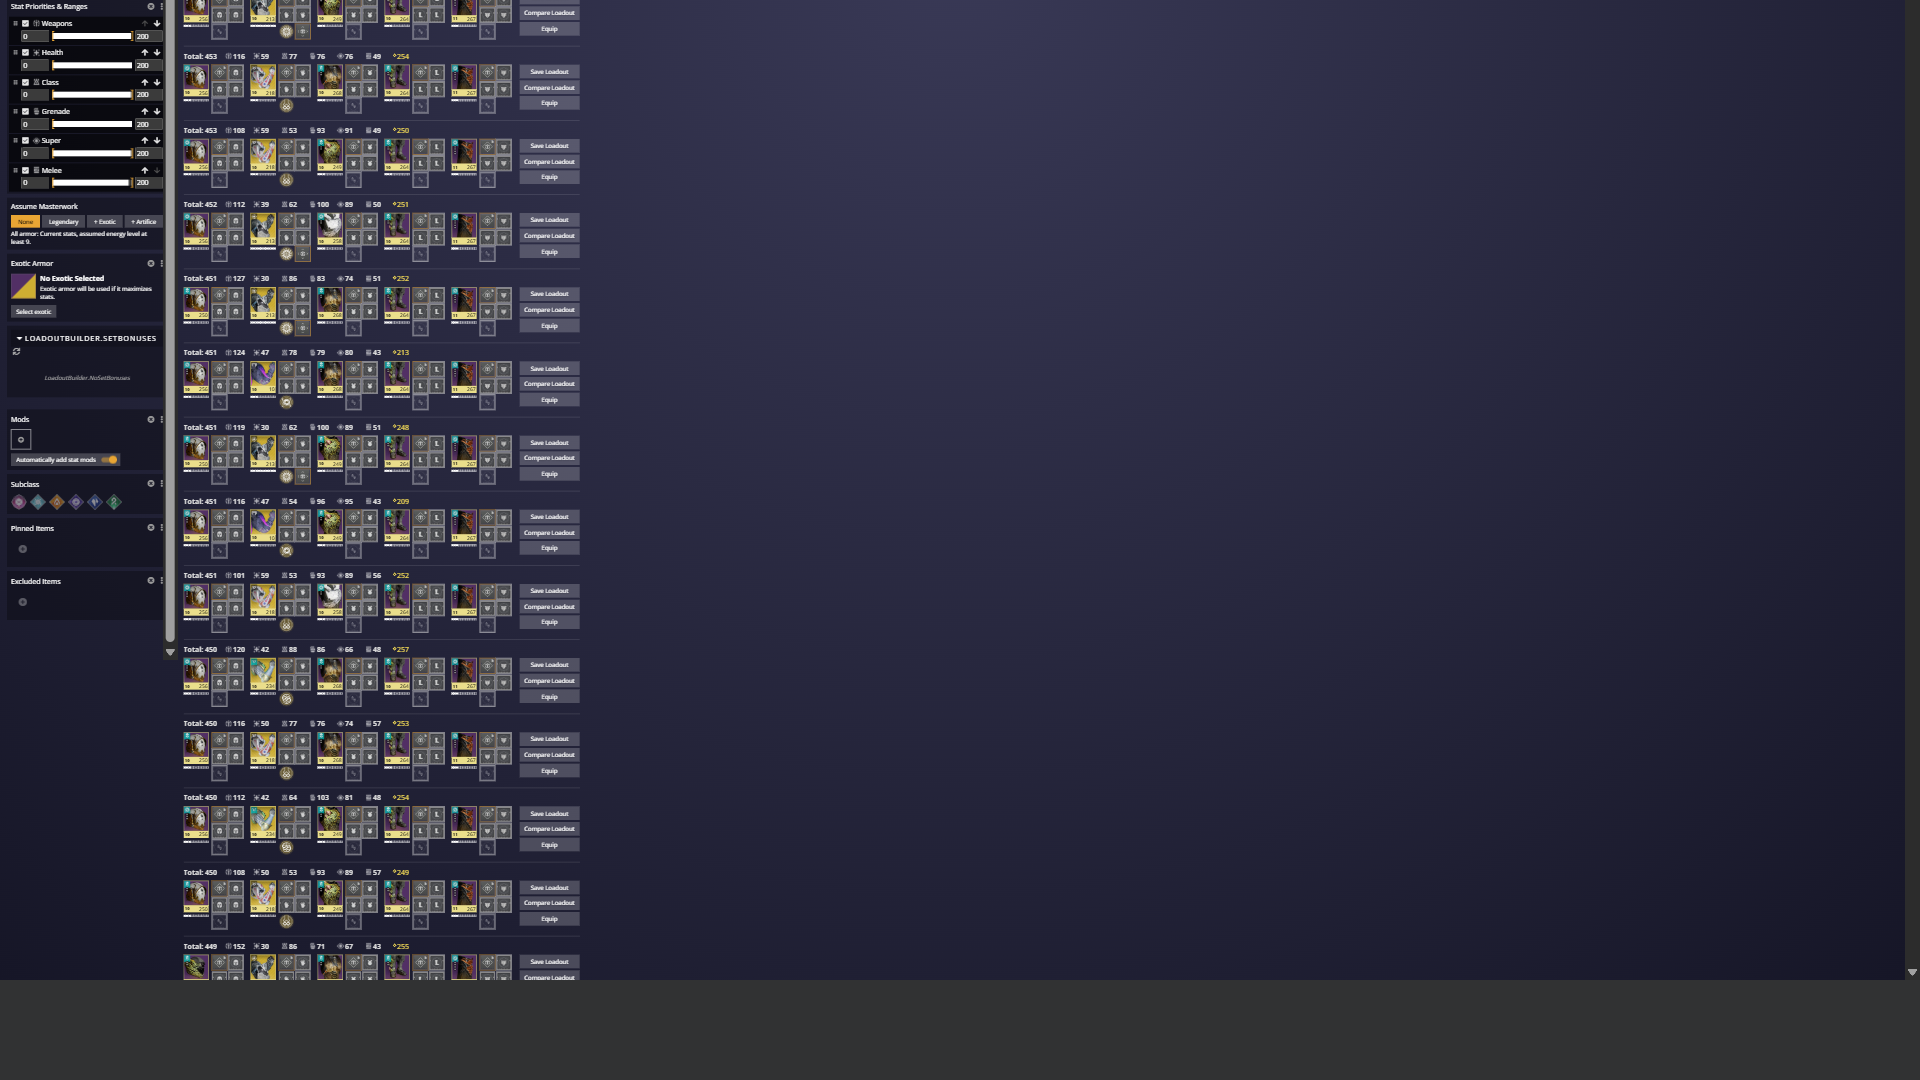 Stat Priorities & Ranges
Weapons
0 200
Health
0 200
Class
0 200
Grenade
0 200
Super
0 200
Melee
0 200
Assume Masterwork
None Legendary + Exotic + Artifice
All armor: Current stats, assumed energy level at
least 9.
Exotic Armor
No Exotic Selected
Exotic armor will be used if it maximizes
stats.
Select exotic
LOADOUTBUILDER.SETBONUSES
LoadoutBuilder.NoSetBonuses
Mods
Automatically add stat mods
Subclass
Pinned Items
Excluded Items
Compare Loadout
Equip
Total: 453 116 59 77 76 76 49 254
Save Loadout
Compare Loadout
Equip
Total: 453 108 59 53 93 91 49 250
Save Loadout
Compare Loadout
Equip
Total: 452 112 39 62 100 89 50 251
Save Loadout
Compare Loadout
Equip
Total: 451 127 30 86 83 74 51 252
Save Loadout
Compare Loadout
Equip
Total: 451 124 47 78 79 80 43 213
Save Loadout
Compare Loadout
Equip
Total: 451 119 30 62 100 89 51 248
Save Loadout
Compare Loadout
Equip
Total: 451 116 47 54 96 95 43 209
Save Loadout
Compare Loadout
Equip
Total: 451 101 59 53 93 89 56 252
Save Loadout
Compare Loadout
Equip
Total: 450 120 42 88 86 66 48 257
Save Loadout
Compare Loadout
Equip
Total: 450 116 50 77 76 74 57 253
Save Loadout
Compare Loadout
Equip
Total: 450 112 42 64 103 81 48 254
Save Loadout
Compare Loadout
Equip
Total: 450 108 50 53 93 89 57 249
Save Loadout
Compare Loadout
Equip
Total: 449 152 30 86 71 67 43 255
Save Loadout
Compare Loadout